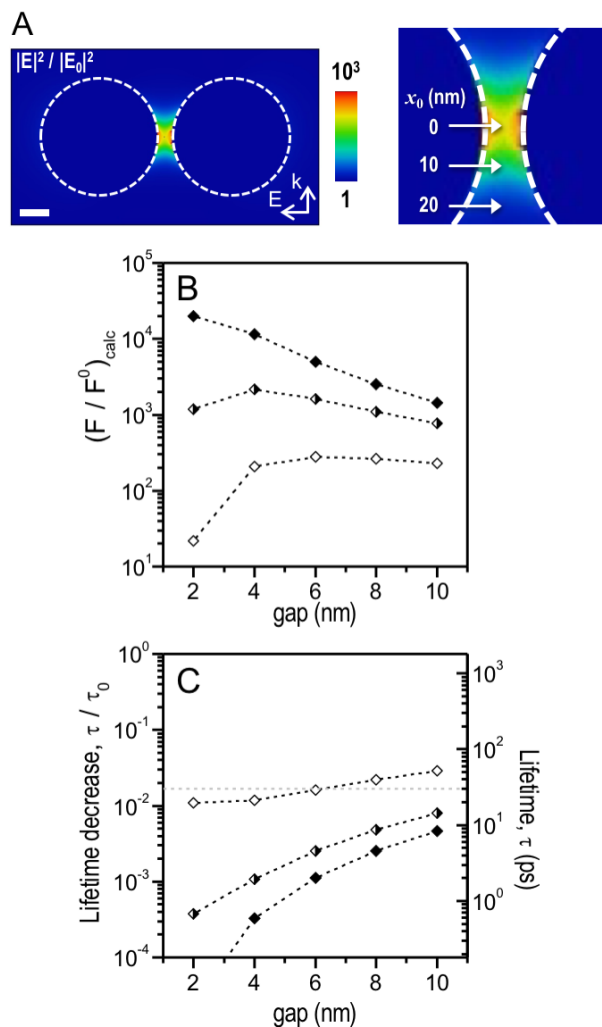 A
|E|² / |E₀|²
E
k
10³
1
x₀ (nm)
0
10
20
B
(F / F⁰)calc
10⁵
10⁴
10³
10²
10¹
2 4 6 8 10
gap (nm)
C
Lifetime decrease, τ / τ₀
10⁰
10⁻¹
10⁻²
10⁻³
10⁻⁴
10³
10²
10¹
10⁰
Lifetime, τ (ps)
2 4 6 8 10
gap (nm)